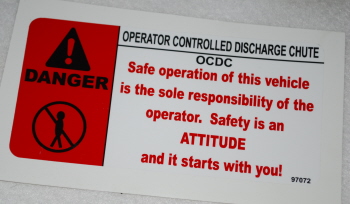 DANGER
OPERATOR CONTROLLED DISCHARGE CHUTE
OCDC
Safe operation of this vehicle
is the sole responsibility of the
operator. Safety is an
ATTITUDE
and it starts with you!
97072